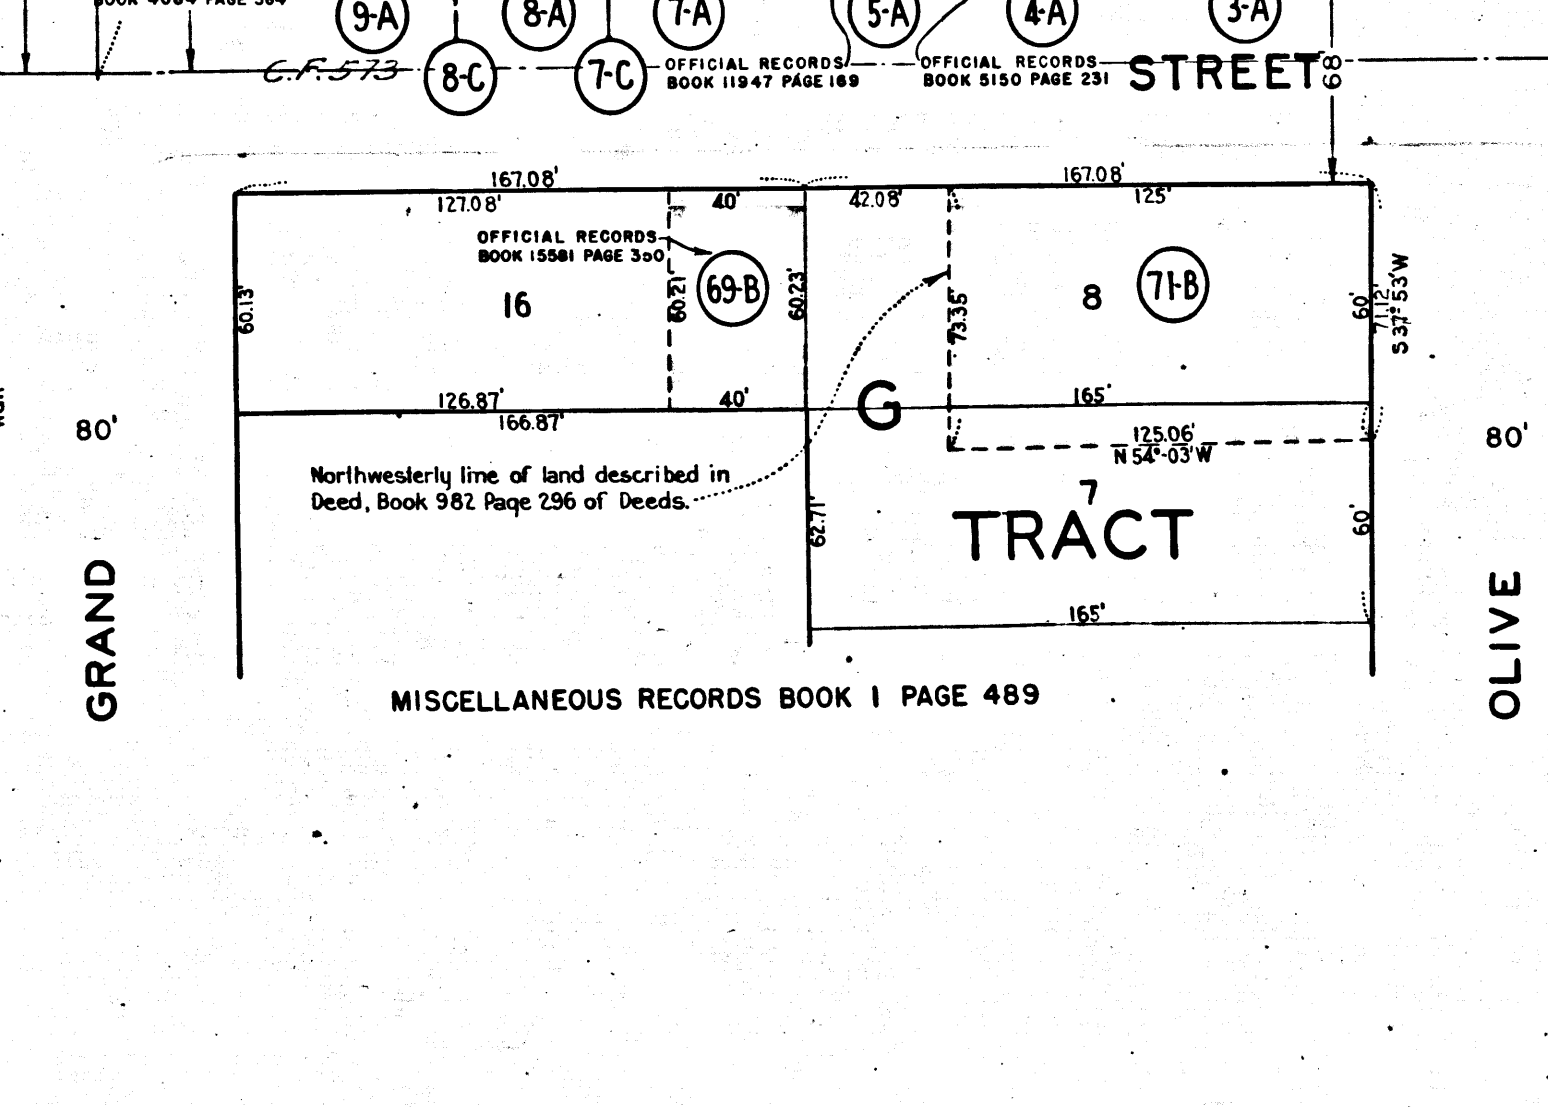 9-A
8-A
7-A
5-A
4-A
3-A
C.F. 573
8-C
7-C
OFFICIAL RECORDS
BOOK 11947 PAGE 169
OFFICIAL RECORDS
BOOK 5150 PAGE 231
STREET
68'
167.08'
167.08'
127.08'
40'
42.08'
125'
OFFICIAL RECORDS
BOOK 15581 PAGE
60.13'
16
60.21'
69-B
60.23'
73.35'
8
71-B
60'
71.12'
S 37°53'W
126.87'
40'
165'
166.87'
G
80'
80'
125.06'
N 54°-03'W
Northwesterly line of land described in
Deed, Book 982 Page 296 of Deeds.
7
TRACT
62.71'
60'
165'
GRAND
OLIVE
MISCELLANEOUS RECORDS BOOK 1 PAGE 489